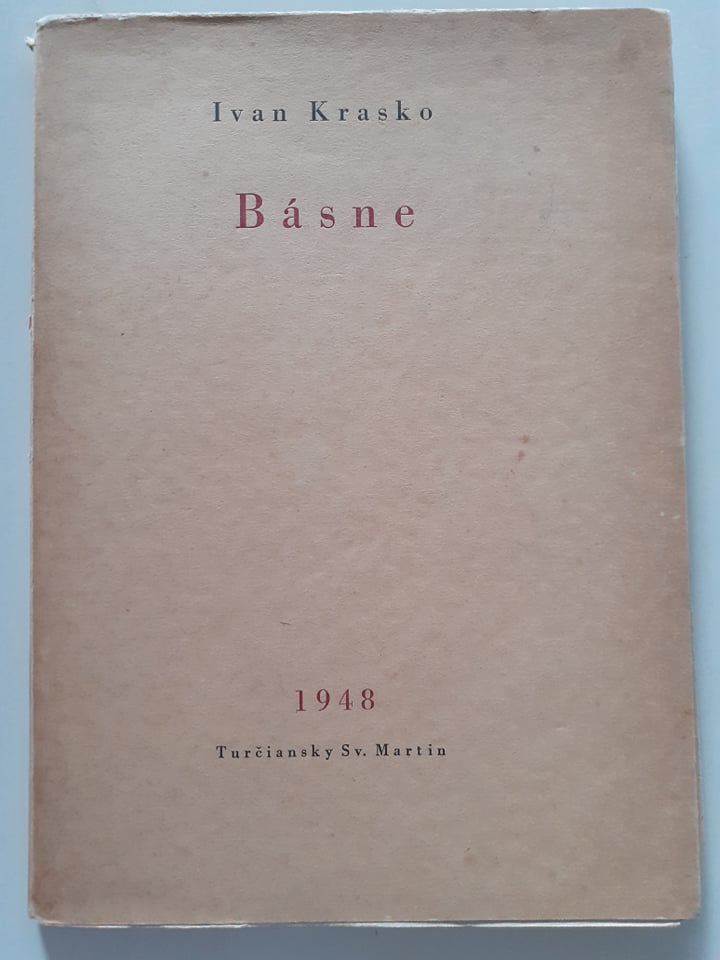 Ivan Krasko
Básne
1948
Turčiansky Sv. Martin